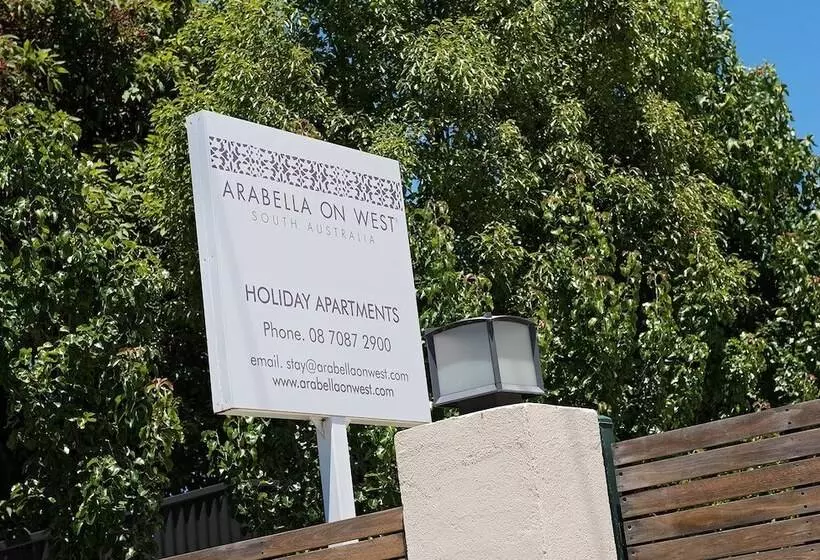 ARABELLA ON WEST
SOUTH AUSTRALIA
HOLIDAY APARTMENTS
Phone. 08 7087 2900
email. stay@arabellaonwest.com
www.arabellaonwest.com